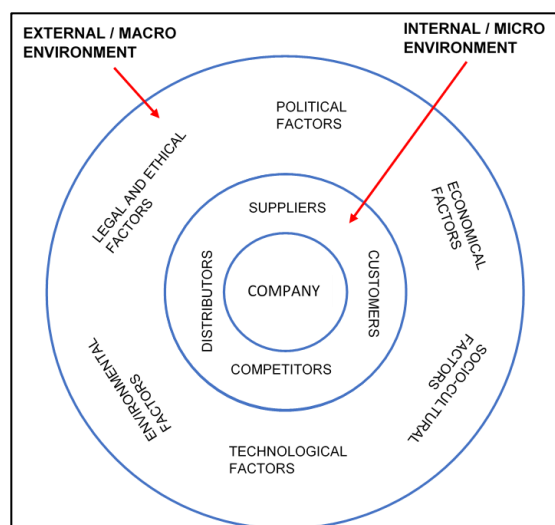 EXTERNAL / MACRO
ENVIRONMENT
INTERNAL / MICRO
ENVIRONMENT
POLITICAL
FACTORS
LEGAL AND ETHICAL
FACTORS
ECONOMICAL
FACTORS
SUPPLIERS
DISTRIBUTORS
COMPANY
CUSTOMERS
COMPETITORS
ENVIRONMENTAL
FACTORS
SOCIO-CULTURAL
FACTORS
TECHNOLOGICAL
FACTORS